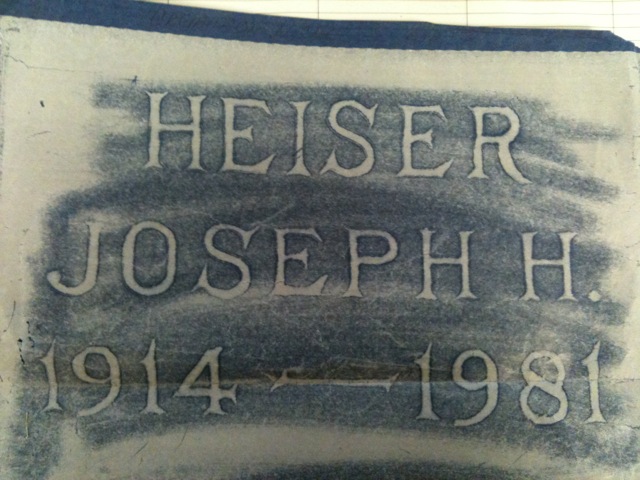 HEISER
JOSEPH H.
1914 — 1981